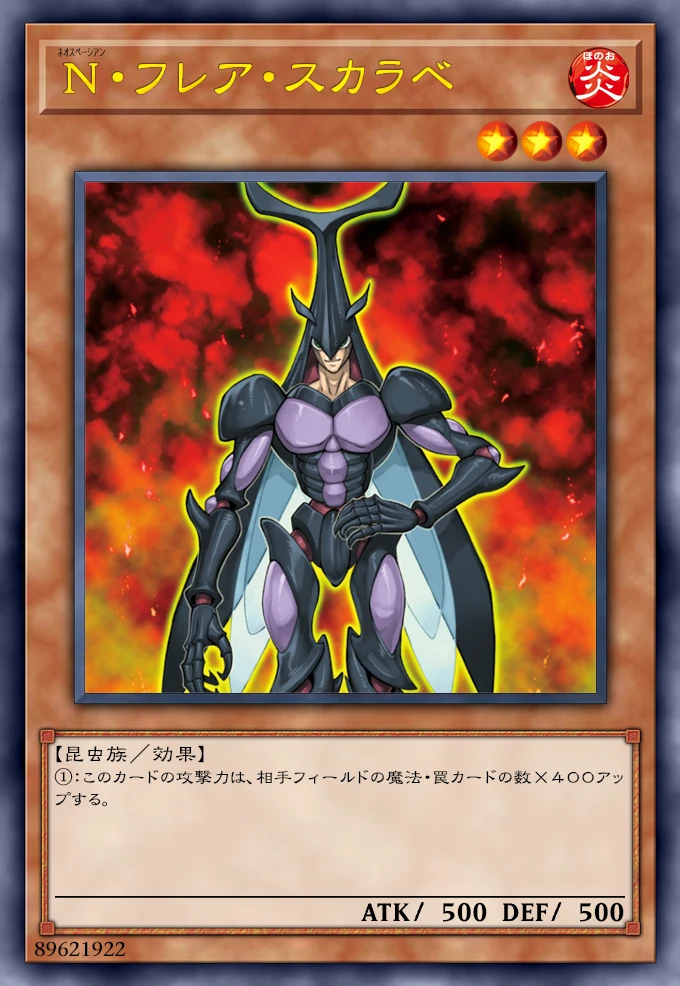 ネオスペーシアン
N・フレア・スカラベ
ほのお
炎
【昆虫族／効果】
①：このカードの攻撃力は、相手フィールドの魔法・罠カードの数×４００アッ
プする。
ATK/ 500 DEF/ 500
89621922